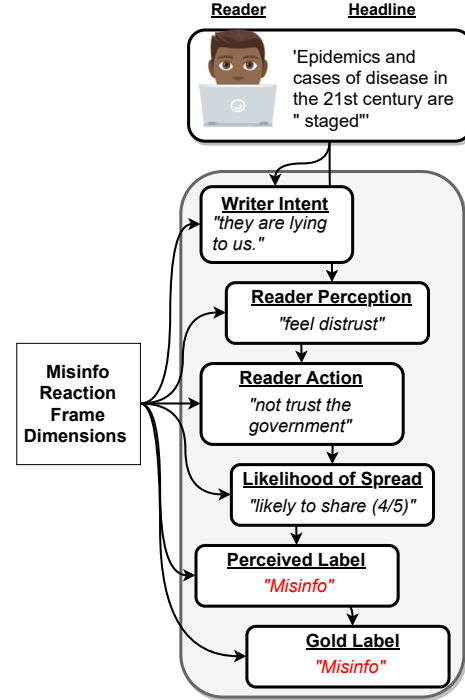 Reader
Headline
'Epidemics and
cases of disease in
the 21st century are
" staged"'
Writer Intent
"they are lying
to us."
Reader Perception
"feel distrust"
Misinfo
Reaction
Frame
Dimensions
Reader Action
"not trust the
government"
Likelihood of Spread
"likely to share (4/5)"
Perceived Label
"Misinfo"
Gold Label
"Misinfo"